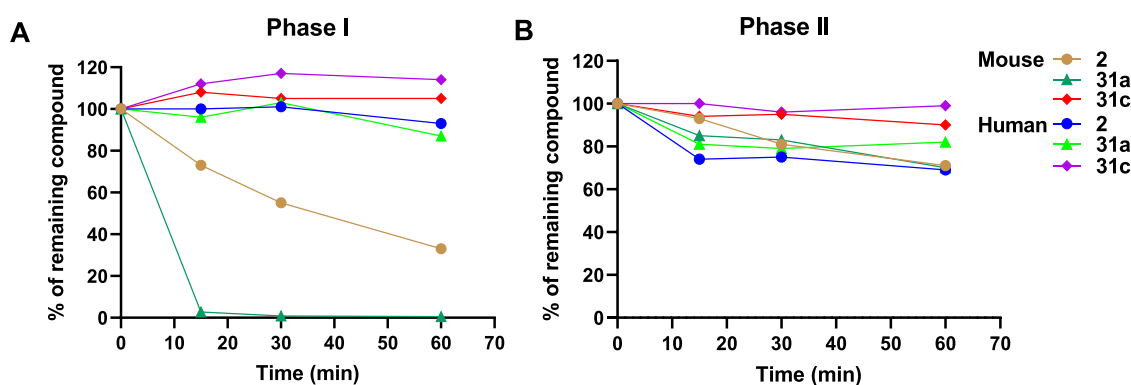 A
Phase I
% of remaining compound
120
100
80
60
40
20
0
0 10 20 30 40 50 60 70
Time (min)
B
Phase II
% of remaining compound
120
100
80
60
40
20
0
0 10 20 30 40 50 60 70
Time (min)
Mouse 2
31a
31c
Human 2
31a
31c